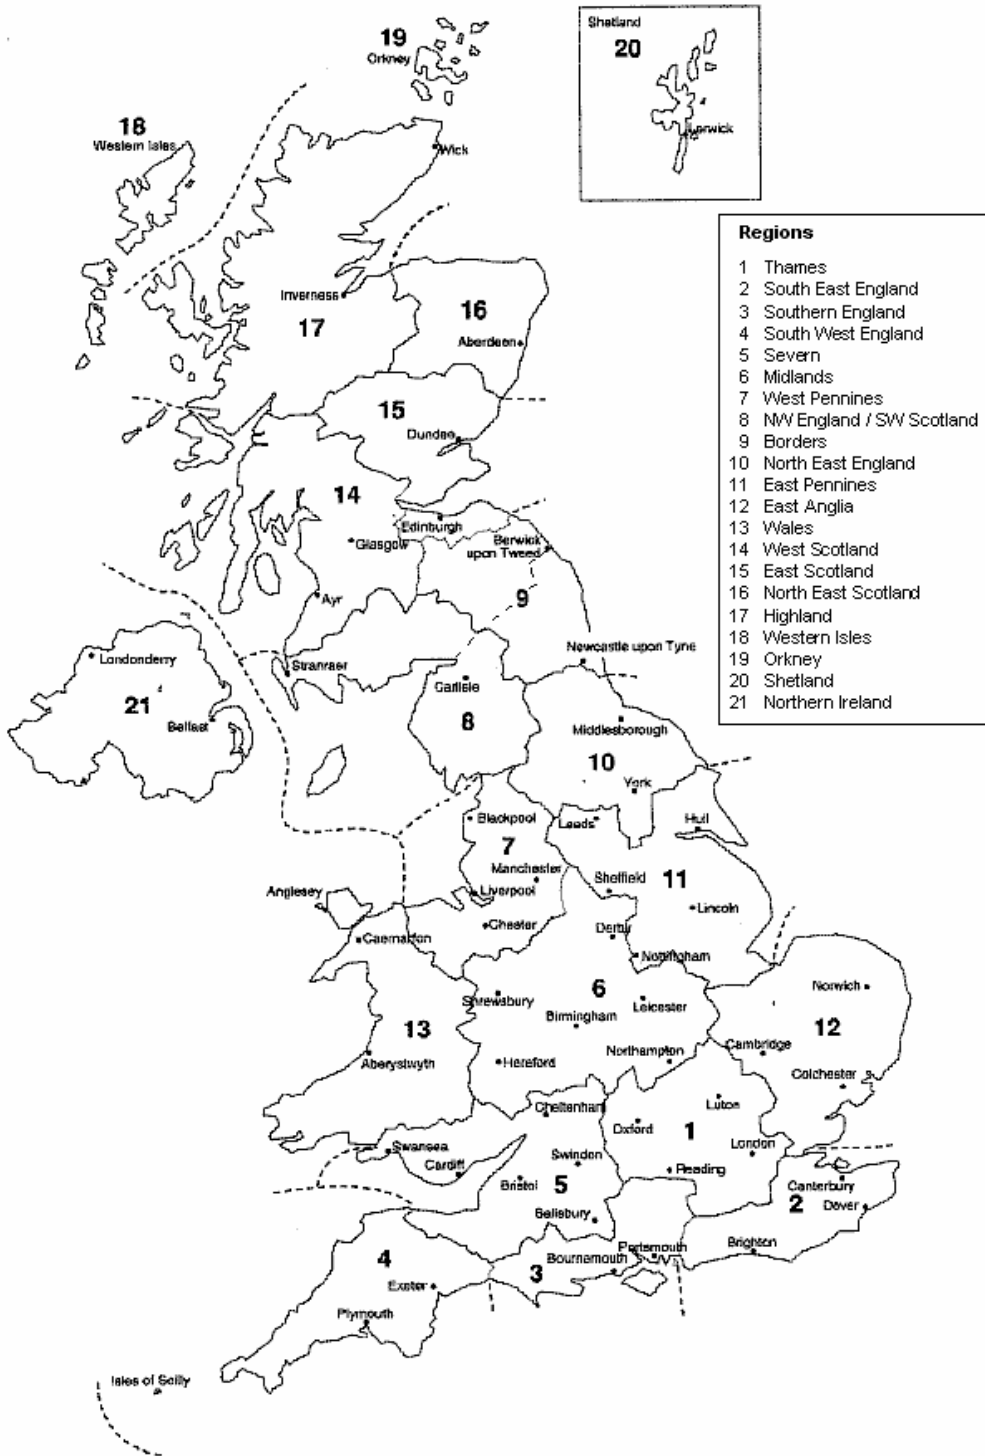 19
Orkney
Shetland
20
Lerwick
18
Western Isles
Wick
Regions
1 Thames
2 South East England
3 Southern England
4 South West England
5 Severn
6 Midlands
7 West Pennines
8 NW England / SW Scotland
9 Borders
10 North East England
11 East Pennines
12 East Anglia
13 Wales
14 West Scotland
15 East Scotland
16 North East Scotland
17 Highland
18 Western Isles
19 Orkney
20 Shetland
21 Northern Ireland
Inverness
17
16
Aberdeen
15
Dundee
14
Edinburgh
Glasgow
Berwick
upon Tweed
9
Ayr
Newcastle upon Tyne
Londonderry
Stranraer
Carlisle
21
Belfast
8
Middlesborough
10
York
Blackpool
Leeds
Hull
7
Manchester
Sheffield
11
Anglesey
Liverpool
Lincoln
Chester
Derby
Caernarfon
Nottingham
Shrewsbury
6
Leicester
Norwich
Birmingham
13
12
Aberystwyth
Hereford
Northampton
Cambridge
Colchester
Cheltenham
Luton
Oxford
1
Swansea
London
Cardiff
Swindon
Reading
Bristol
5
Canterbury
2
Dover
Salisbury
Portsmouth
Brighton
4
Bournemouth
3
Exeter
Plymouth
Isles of Scilly